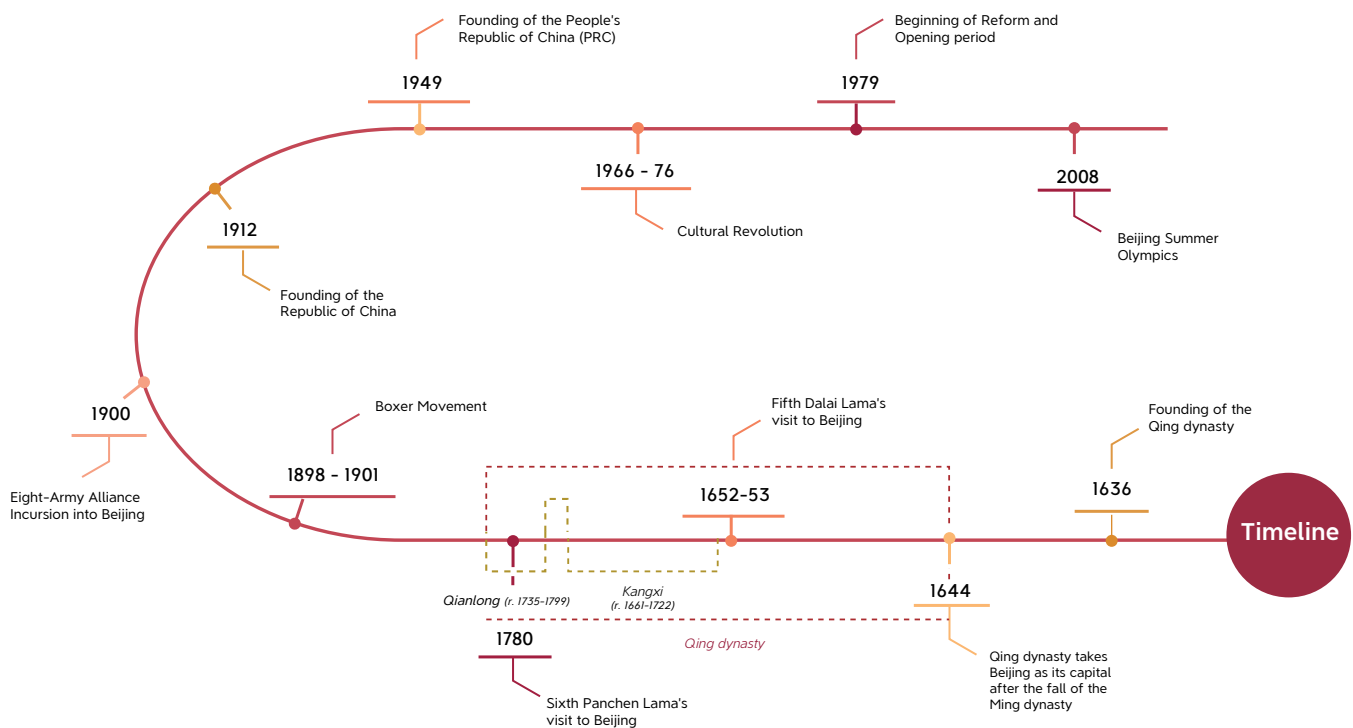 Founding of the People's
Republic of China (PRC)
1949
Beginning of Reform and
Opening period
1979
1966 - 76
Cultural Revolution
2008
Beijing Summer
Olympics
1912
Founding of the
Republic of China
1900
Eight-Army Alliance
Incursion into Beijing
Boxer Movement
1898 - 1901
Fifth Dalai Lama's
visit to Beijing
1652-53
Founding of the
Qing dynasty
1636
Timeline
Qianlong (r. 1735-1799)
Kangxi
(r. 1661-1722)
1644
Qing dynasty takes
Beijing as its capital
after the fall of the
Ming dynasty
Qing dynasty
1780
Sixth Panchen Lama's
visit to Beijing